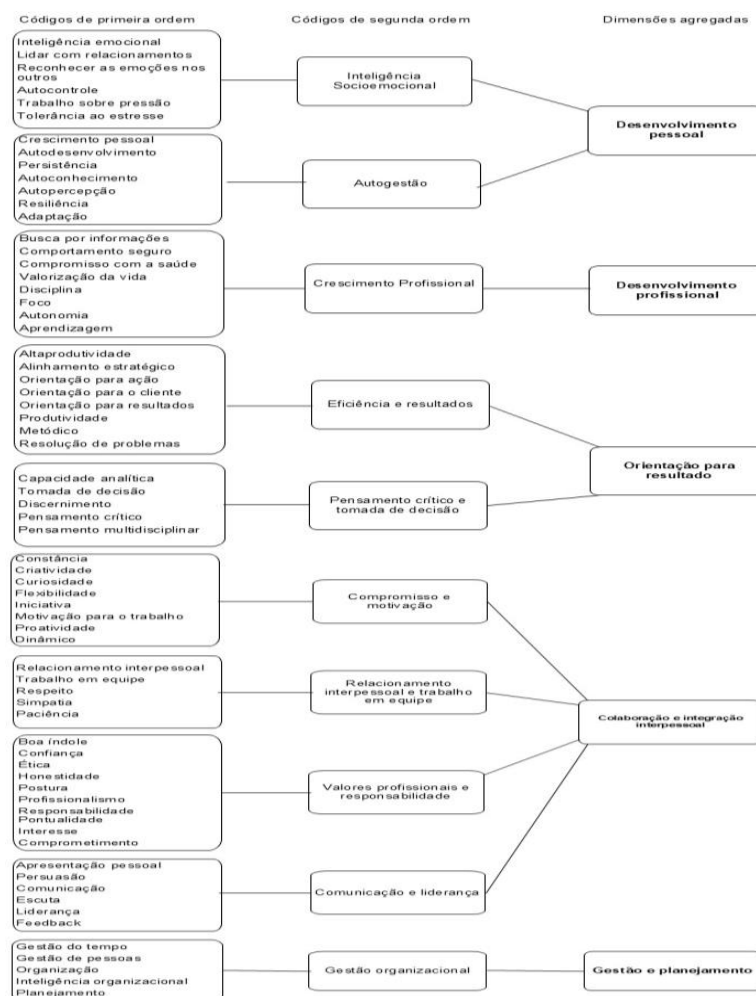 Códigos de primeira ordem
Códigos de segunda ordem
Dimensões agregadas
Inteligência emocional
Lidar com relacionamentos
Reconhecer as emoções nos
outros
Autocontrole
Trabalho sobre pressão
Tolerância ao estresse
Inteligência
Socioemocional
Desenvolvimento
pessoal
Crescimento pessoal
Autodesenvolvimento
Persistência
Autoconhecimento
Autopercepção
Resiliência
Adaptação
Autogestão
Busca por informações
Comportamento seguro
Compromisso com a saúde
Valorização da vida
Disciplina
Foco
Autonomia
Aprendizagem
Crescimento Profissional
Desenvolvimento
profissional
Altaprodutividade
Alinhamento estratégico
Orientação para ação
Orientação para o cliente
Orientação para resultados
Produtividade
Metódico
Resolução de problemas
Eficiência e resultados
Orientação para
resultado
Capacidade analítica
Tomada de decisão
Discernimento
Pensamento crítico
Pensamento multidisciplinar
Pensamento crítico e
tomada de decisão
Constância
Criatividade
Curiosidade
Flexibilidade
Iniciativa
Motivação para o trabalho
Proatividade
Dinâmico
Compromisso e
motivação
Relacionamento interpessoal
Trabalho em equipe
Respeito
Simpatia
Paciência
Relacionamento
interpessoal e trabalho
em equipe
Colaboração e integração
interpessoal
Boa índole
Confiança
Ética
Honestidade
Postura
Profissionalismo
Responsabilidade
Pontualidade
Interesse
Comprometimento
Valores profissionais e
responsabilidade
Apresentação pessoal
Persuasão
Comunicação
Escuta
Liderança
Feedback
Comunicação e liderança
Gestão do tempo
Gestão de pessoas
Organização
Inteligência organizacional
Planejamento
Gestão organizacional
Gestão e planejamento